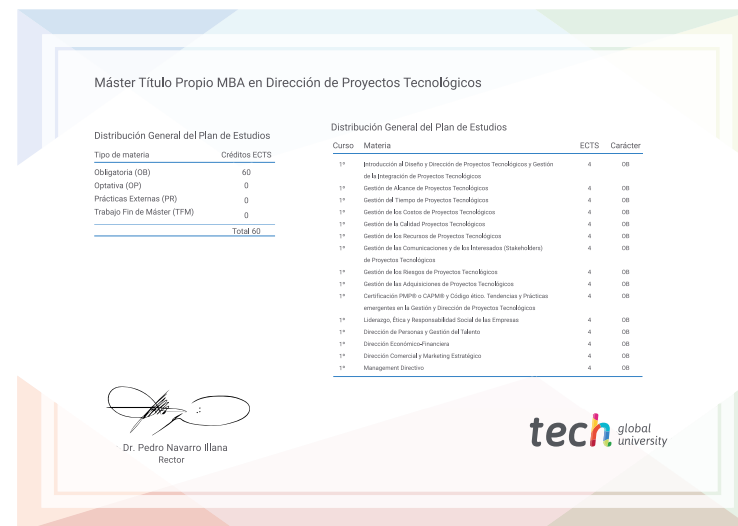 Máster Título Propio MBA en Dirección de Proyectos Tecnológicos
Distribución General del Plan de Estudios
Tipo de materia Créditos ECTS
Obligatoria (OB) 60
Optativa (OP) 0
Prácticas Externas (PR) 0
Trabajo Fin de Máster (TFM) 0
Total 60
Distribución General del Plan de Estudios
Curso Materia ECTS Carácter
1º Introducción al Diseño y Dirección de Proyectos Tecnológicos y Gestión 4 OB
de la Integración de Proyectos Tecnológicos
1º Gestión de Alcance de Proyectos Tecnológicos 4 OB
1º Gestión del Tiempo de Proyectos Tecnológicos 4 OB
1º Gestión de los Costos de Proyectos Tecnológicos 4 OB
1º Gestión de la Calidad Proyectos Tecnológicos 4 OB
1º Gestión de los Recursos de Proyectos Tecnológicos 4 OB
1º Gestión de las Comunicaciones y de los Interesados (Stakeholders) 4 OB
de Proyectos Tecnológicos
1º Gestión de los Riesgos de Proyectos Tecnológicos 4 OB
1º Gestión de las Adquisiciones de Proyectos Tecnológicos 4 OB
1º Certificación PMP® o CAPM® y Código ético. Tendencias y Prácticas 4 OB
emergentes en la Gestión y Dirección de Proyectos Tecnológicos
1º Liderazgo, Ética y Responsabilidad Social de las Empresas 4 OB
1º Dirección de Personas y Gestión del Talento 4 OB
1º Dirección Económico-Financiera 4 OB
1º Dirección Comercial y Marketing Estratégico 4 OB
1º Management Directivo 4 OB
Dr. Pedro Navarro Illana
Rector
tech global
university